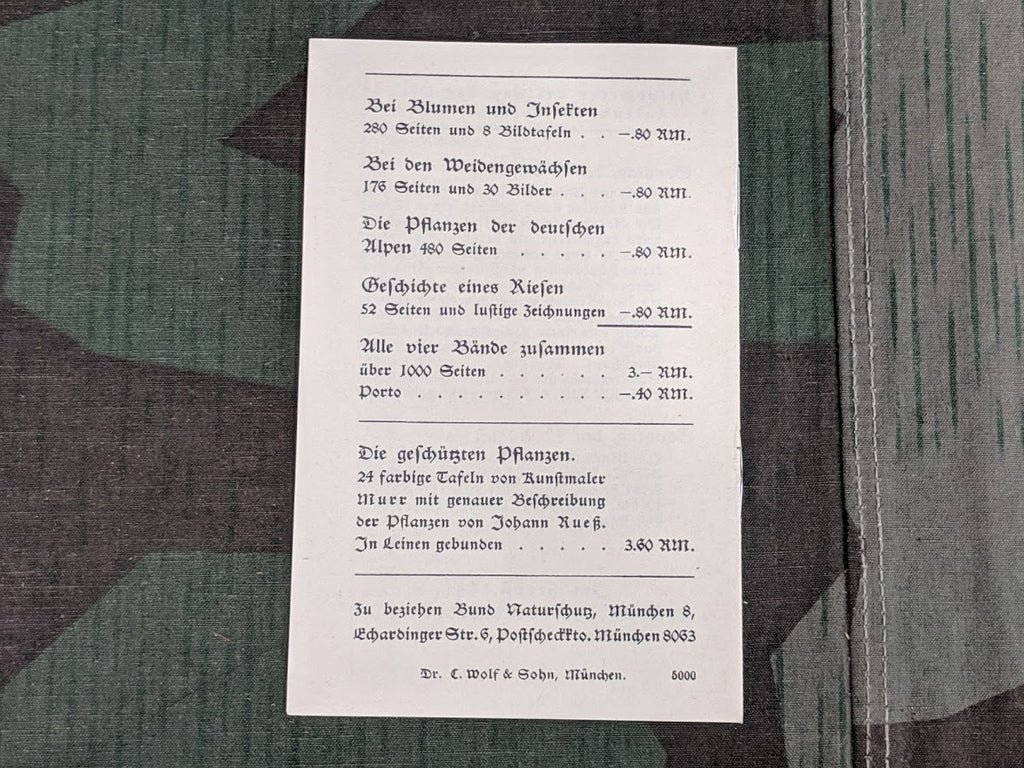 Bei Blumen und Insekten
280 Seiten und 8 Bildtafeln . . —.80 RM.
Bei den Weidengewächsen
176 Seiten und 30 Bilder . . . —.80 RM.
Die Pflanzen der deutschen
Alpen 480 Seiten . . . . . —.80 RM.
Geschichte eines Riesen
52 Seiten und lustige Zeichnungen —.80 RM.
Alle vier Bände zusammen
über 1000 Seiten . . . . . . 3.— RM.
Porto . . . . . . . . . . —.40 RM.
Die geschützten Pflanzen.
24 farbige Tafeln von Kunstmaler
Murr mit genauer Beschreibung
der Pflanzen von Johann Rueß.
In Leinen gebunden . . . . . 3.60 RM.
Zu beziehen Bund Naturschutz, München 8,
Echardinger Str. 6, Postscheckkto. München 8063
Dr. C. Wolf & Sohn, München. 5000